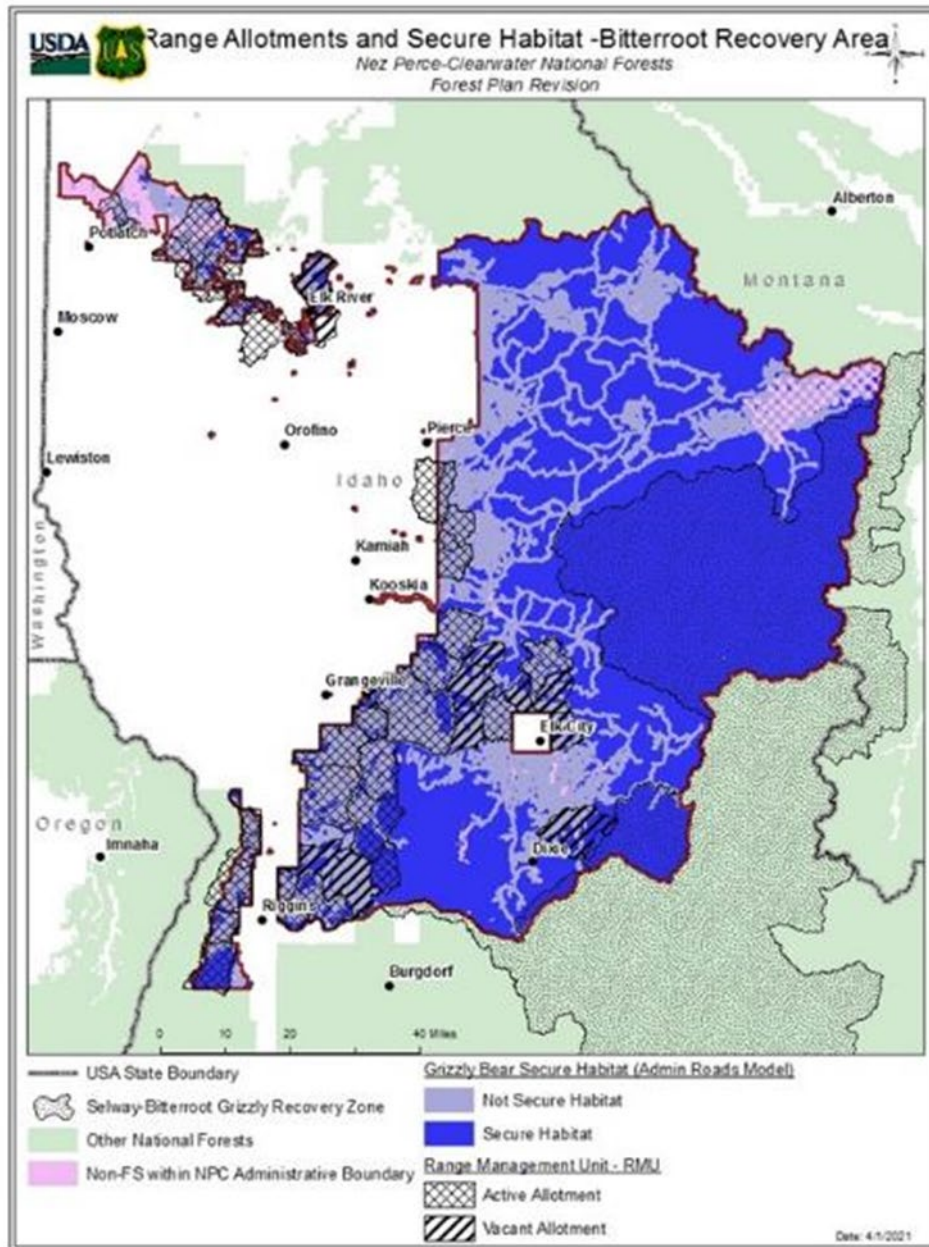 USDA
UAS
Range Allotments and Secure Habitat -Bitterroot Recovery Area
Nez Perce-Clearwater National Forests
Forest Plan Revision
Alberton
Potlatch
Montana
Elk River
Moscow
Orofino
Pierce
Lewiston
Idaho
Kamiah
Kooskia
Washington
Grangeville
Elk City
Oregon
Imnaha
Dixie
Riggins
Burgdorf
0 10 20 40 Miles
USA State Boundary
Selway-Bitterroot Grizzly Recovery Zone
Other National Forests
Non-FS within NPC Administrative Boundary
Grizzly Bear Secure Habitat (Admin Roads Model)
Not Secure Habitat
Secure Habitat
Range Management Unit - RMU
Active Allotment
Vacant Allotment
Date: 4/1/2021